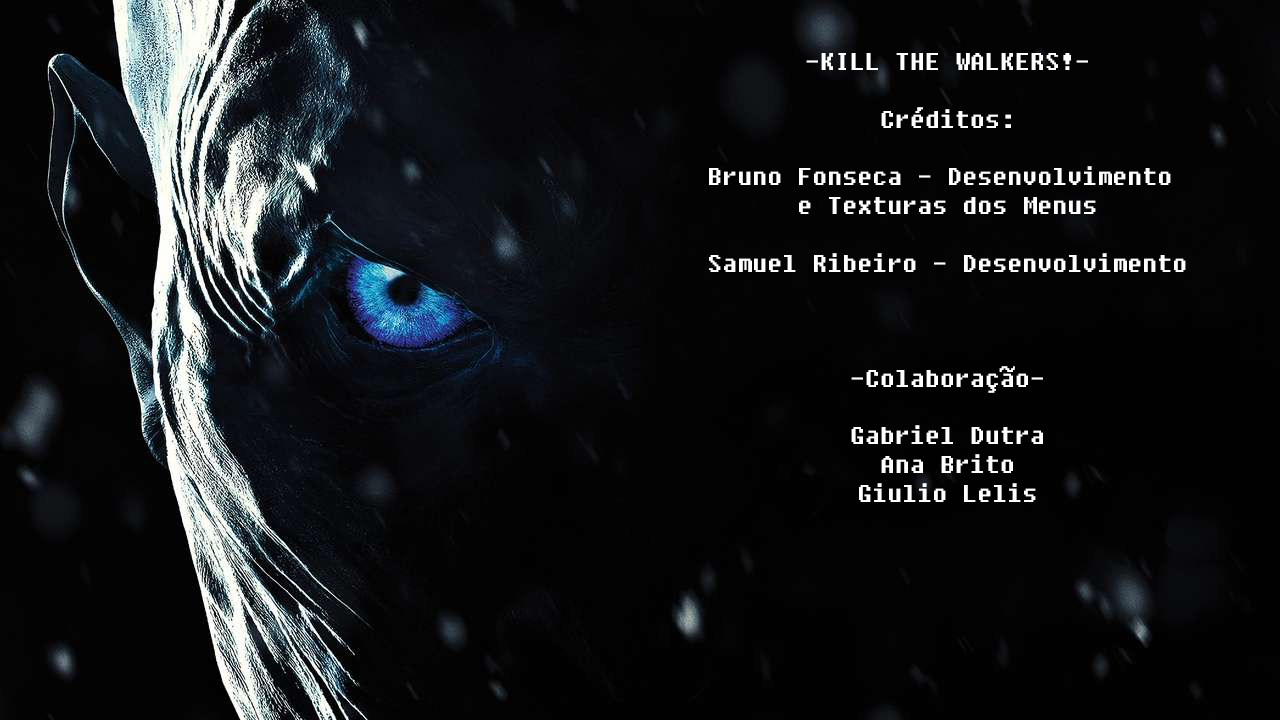 -KILL THE WALKERS!-
Créditos:
Bruno Fonseca - Desenvolvimento
e Texturas dos Menus
Samuel Ribeiro - Desenvolvimento
-Colaboração-
Gabriel Dutra
Ana Brito
Giulio Lelis